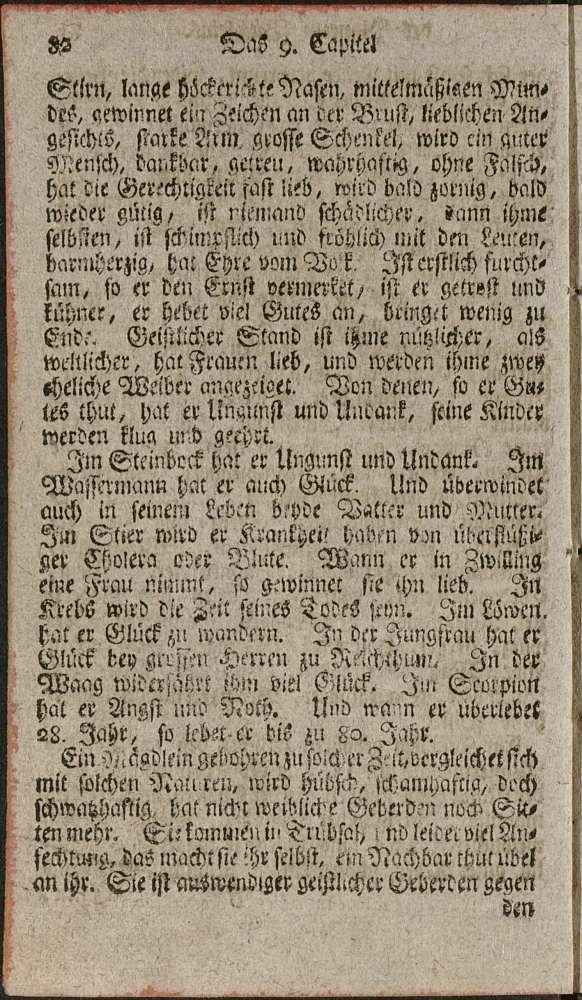 82 Das 9. Capitel
Stirn, lange höckerichte Nasen, mittelmäßigen Mun-
des, gewinnet ein Zeichen an der Brust, lieblichen An-
gesichts, starke Arm, grosse Schenkel, wird ein guter
Mensch, dankbar, getreu, wahrhaftig, ohne Falsch,
hat die Gerechtigkeit fast lieb, wird bald zornig, bald
wieder gütig, ist niemand schädlicher, dann ihme
selbsten, ist schimpflich und fröhlich mit den Leuten,
barmherzig, hat Ehre vom Volk. Ist erstlich furcht-
sam, so er den Ernst vermerket, ist er getrost und
kühner, er hebet viel Gutes an, bringet wenig zu
Ende. Geistlicher Stand ist ihme nützlicher, als
weltlicher, hat Frauen lieb, und werden ihme zwey
eheliche Weiber angezeiget. Von denen, so er Gu-
tes thut, hat er Ungunst und Undank, seine Kinder
werden klug und geehrt.
Im Steinbock hat er Ungunst und Undank. Im
Wassermann hat er auch Glück. Und überwindet
auch in seinem Leben beyde Vatter und Mutter.
Im Stier wird er Krankheit haben von überflüßi-
ger Cholera oder Blute. Wann er in Zwilling
eine Frau nimmt, so gewinnet sie ihn lieb. In
Krebs wird die Zeit seines Todes seyn. Im Löwen
hat er Glück zu wandern. In der Jungfrau hat er
Glück bey grossen Herren zu Reichthum. In der
Waag widerfährt ihm viel Glück. Im Scorpion
hat er Angst und Noth. Und wann er überlebet
28. Jahr, so lebet er bis zu 80. Jahr.
Ein Mägdlein gebohren zu solcher Zeit, vergleichet sich
mit solchen Naturen, wird hübsch, schamhaftig, doch
schwatzhaftig, hat nicht weibliche Geberden noch Sit-
ten mehr. Sie kommen in Trübsal, und leidet viel An-
fechtung, das macht sie ihr selbst, ein Nachbar thut übel
an ihr. Sie ist auswendiger geistlicher Geberden gegen
den